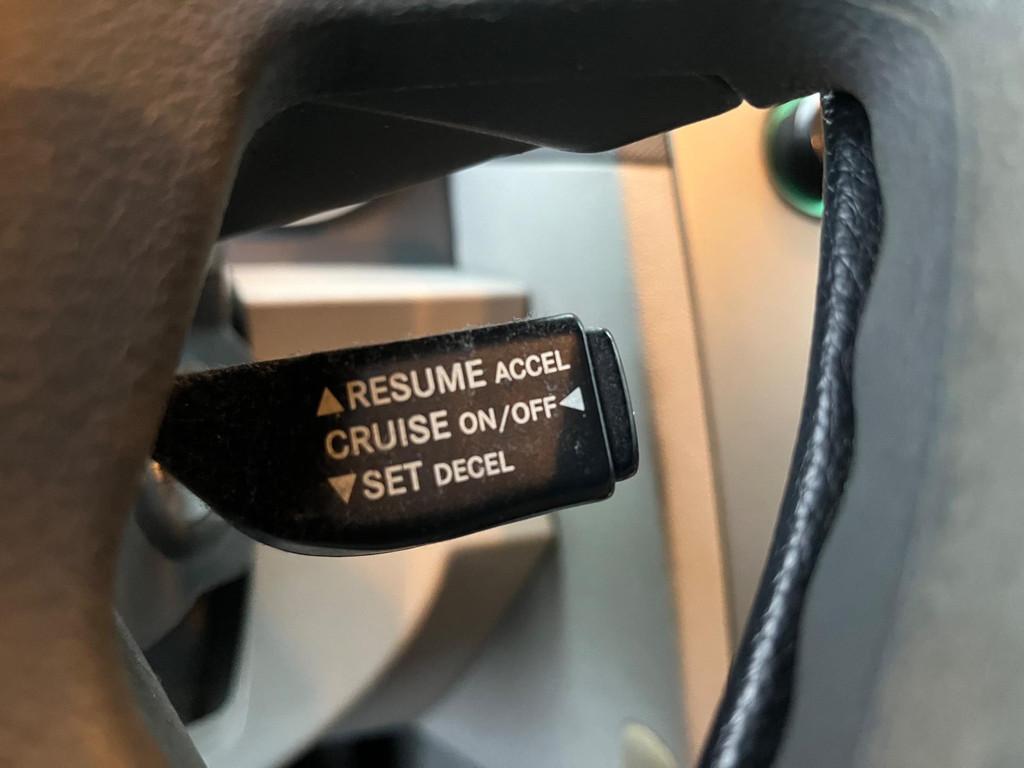 ▲RESUME ACCEL
CRUISE ON/OFF◀
▼SET DECEL